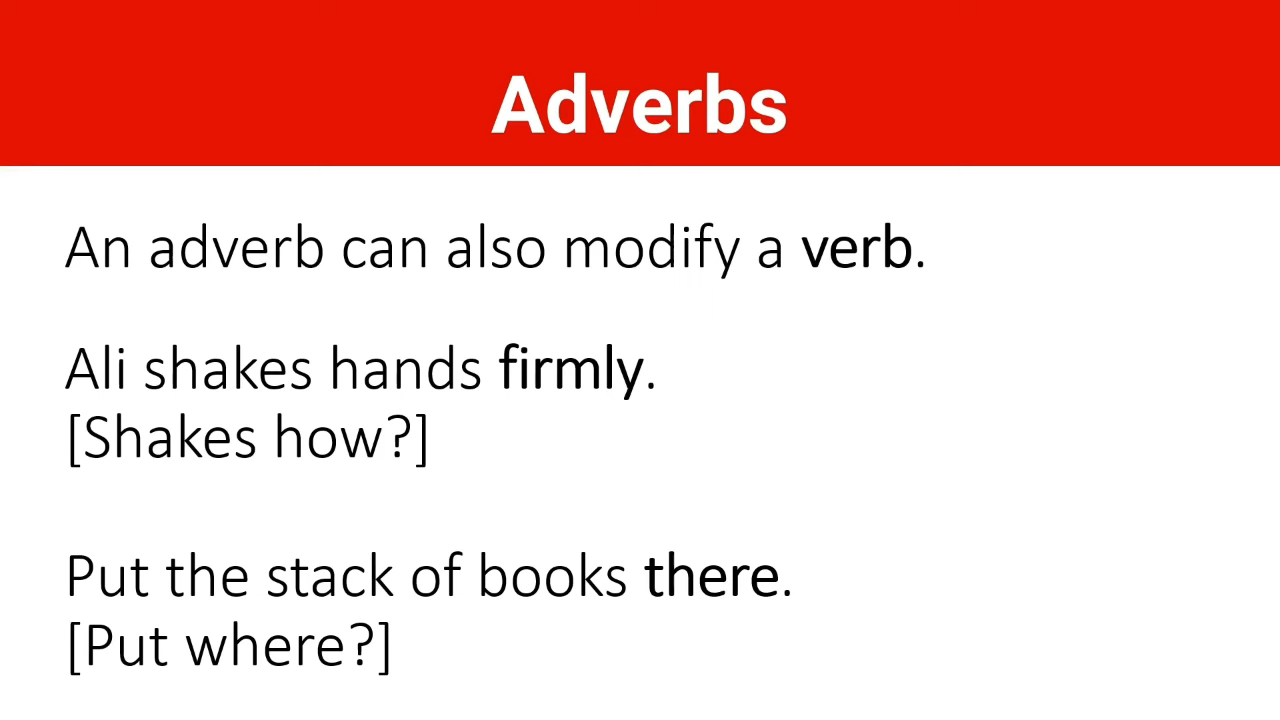 Adverbs
An adverb can also modify a verb.
Ali shakes hands firmly.
[Shakes how?]
Put the stack of books there.
[Put where?]